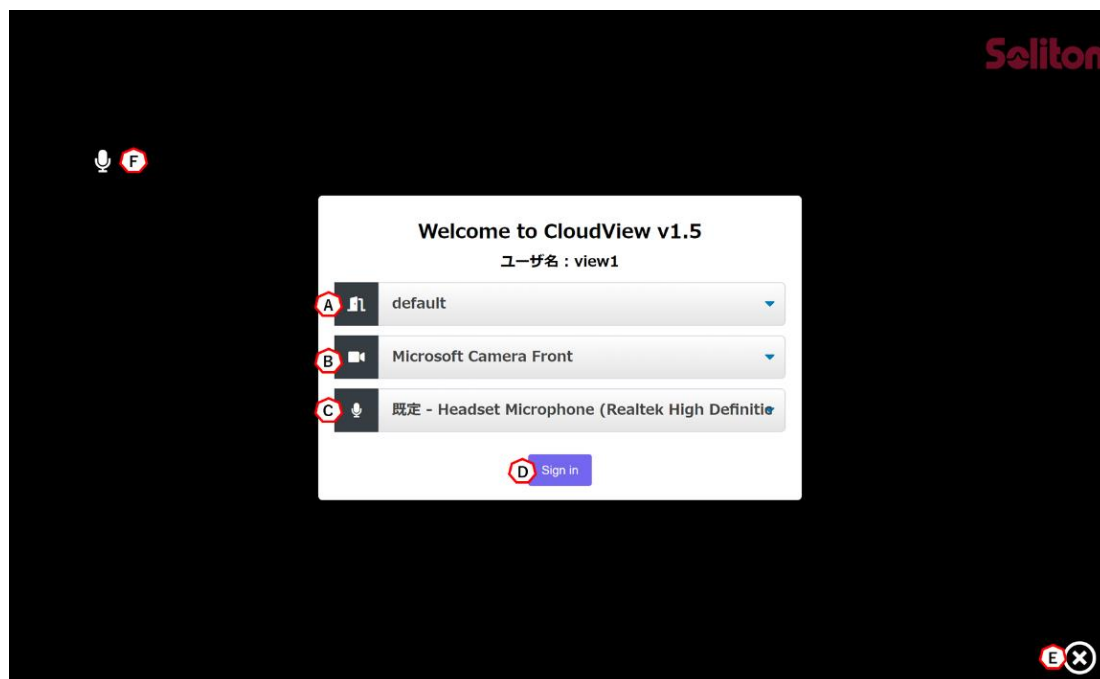 Soliton
F
Welcome to CloudView v1.5
ユーザ名：view1
A default
B Microsoft Camera Front
C 既定 - Headset Microphone (Realtek High Definitio
D Sign in
E